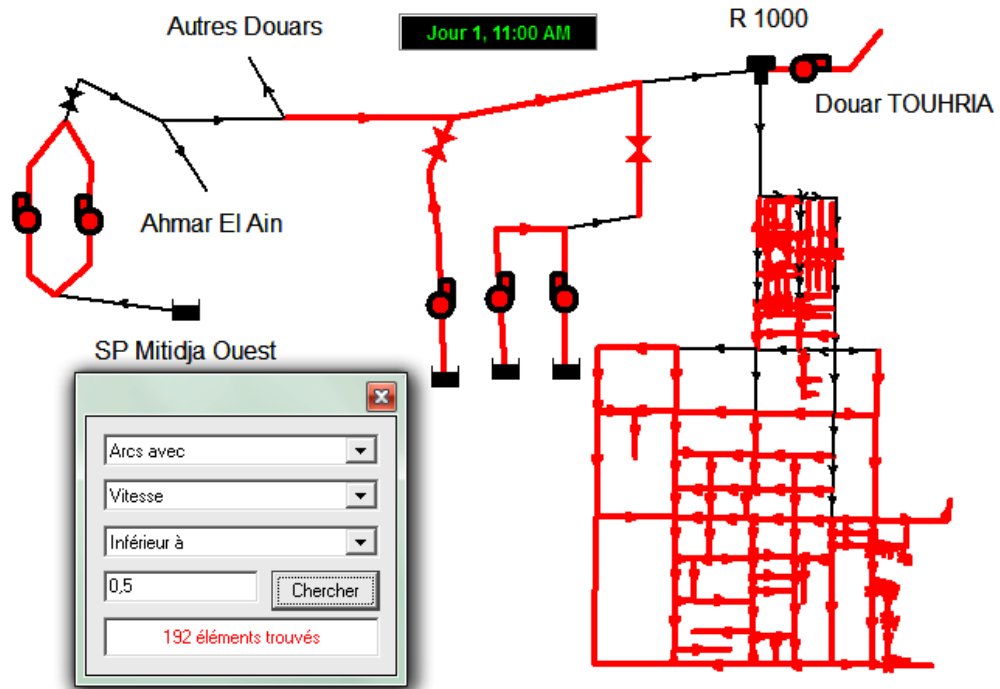 Autres Douars
Jour 1, 11:00 AM
R 1000
Douar TOUHRIA
Ahmar El Ain
SP Mitidja Ouest
Arcs avec
Vitesse
Inférieur à
0,5
Chercher
192 éléments trouvés